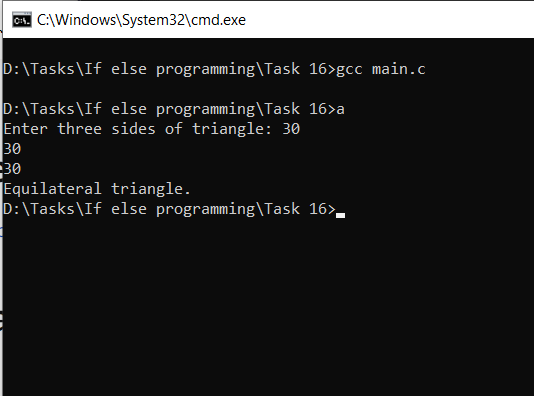 C:\Windows\System32\cmd.exe
D:\Tasks\If else programming\Task 16>gcc main.c
D:\Tasks\If else programming\Task 16>a
Enter three sides of triangle: 30
30
30
Equilateral triangle.
D:\Tasks\If else programming\Task 16>